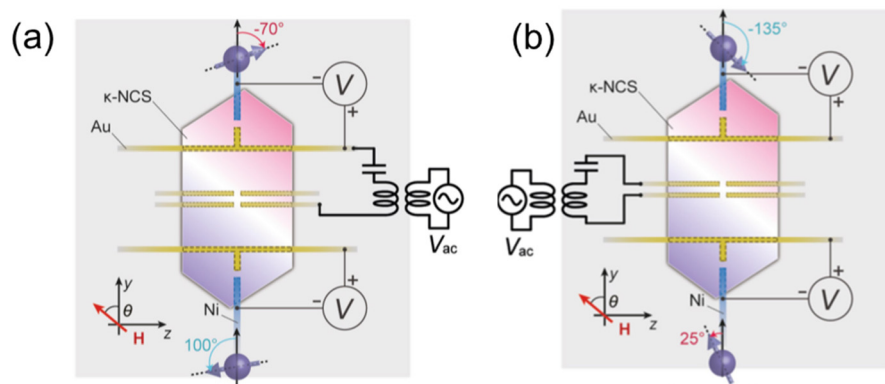 (a)
-70°
κ-NCS
Au
V
-
+
Vac
y
θ
z
H
Ni
100°
+
-
V
(b)
-135°
κ-NCS
Au
V
-
+
Vac
y
θ
z
H
Ni
25°
+
-
V